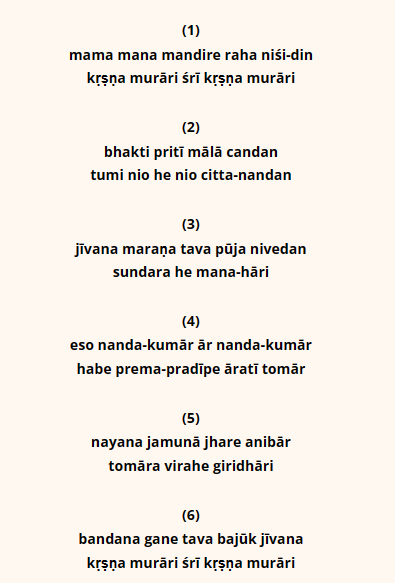 (1)
mama mana mandire raha niśi-din
kṛṣṇa murāri śrī kṛṣṇa murāri
(2)
bhakti pritī mālā candan
tumi nio he nio citta-nandan
(3)
jīvana maraṇa tava pūja nivedan
sundara he mana-hāri
(4)
eso nanda-kumār ār nanda-kumār
habe prema-pradīpe āratī tomār
(5)
nayana jamunā jhare anibār
tomāra virahe giridhāri
(6)
bandana gane tava bajūk jīvana
kṛṣṇa murāri śrī kṛṣṇa murāri